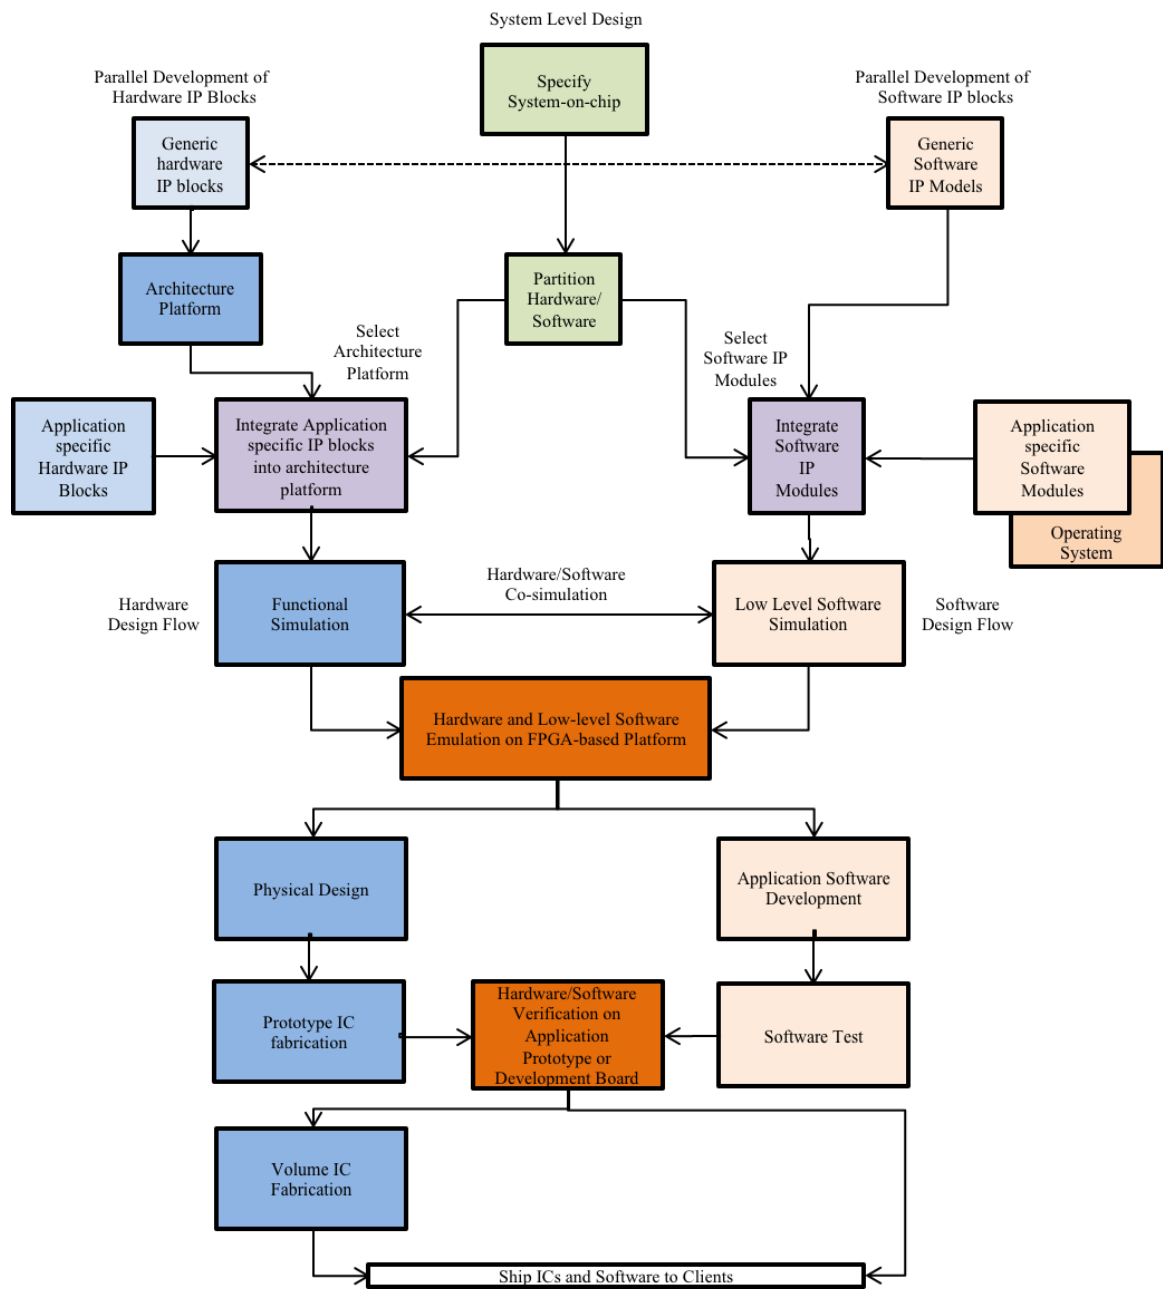 System Level Design
Specify
System-on-chip
Parallel Development of
Hardware IP Blocks
Parallel Development of
Software IP blocks
Generic
hardware
IP blocks
Generic
Software
IP Models
Architecture
Platform
Partition
Hardware/
Software
Select
Architecture
Platform
Select
Software IP
Modules
Application
specific
Hardware IP
Blocks
Integrate Application
specific IP blocks
into architecture
platform
Integrate
Software
IP
Modules
Application
specific
Software
Modules
Operating
System
Hardware
Design Flow
Functional
Simulation
Hardware/Software
Co-simulation
Low Level Software
Simulation
Software
Design Flow
Hardware and Low-level Software
Emulation on FPGA-based Platform
Physical Design
Application Software
Development
Prototype IC
fabrication
Hardware/Software
Verification on
Application
Prototype or
Development Board
Software Test
Volume IC
Fabrication
Ship ICs and Software to Clients